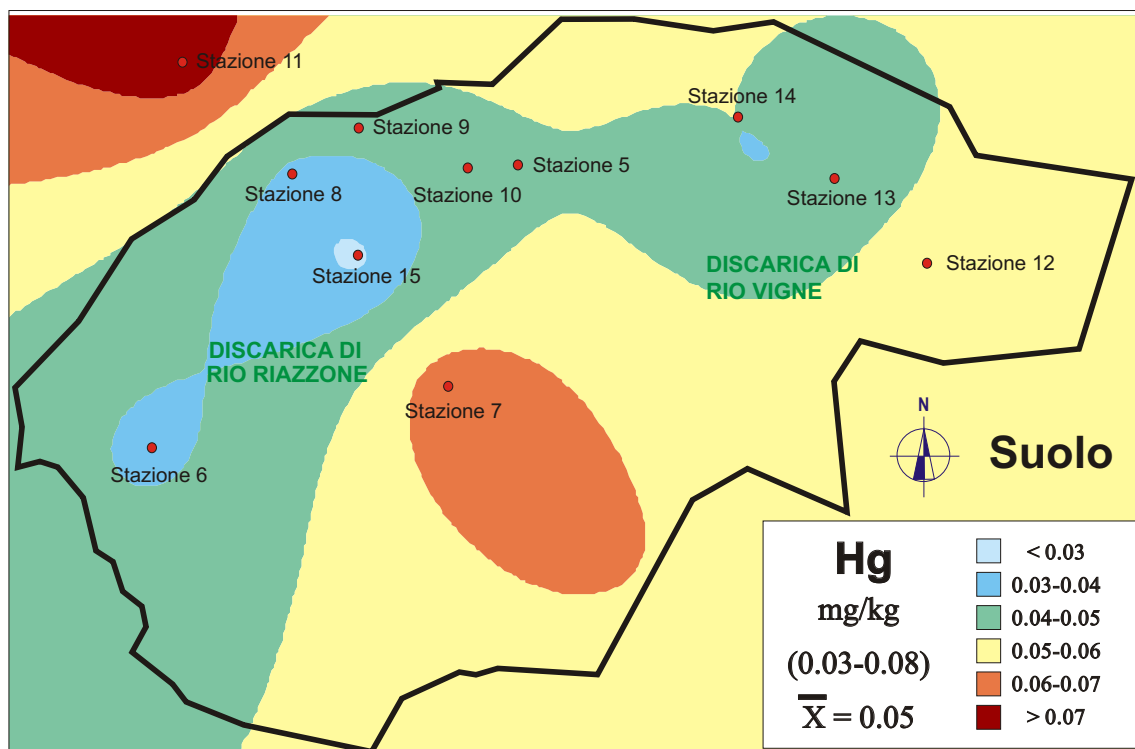 Stazione 11
Stazione 14
Stazione 9
Stazione 5
Stazione 8
Stazione 10
Stazione 13
Stazione 15
DISCARICA DI
RIO VIGNE
Stazione 12
DISCARICA DI
RIO RIAZZONE
Stazione 7
N
Stazione 6
Suolo
Hg
mg/kg
(0.03-0.08)
X̅ = 0.05
< 0.03
0.03-0.04
0.04-0.05
0.05-0.06
0.06-0.07
> 0.07